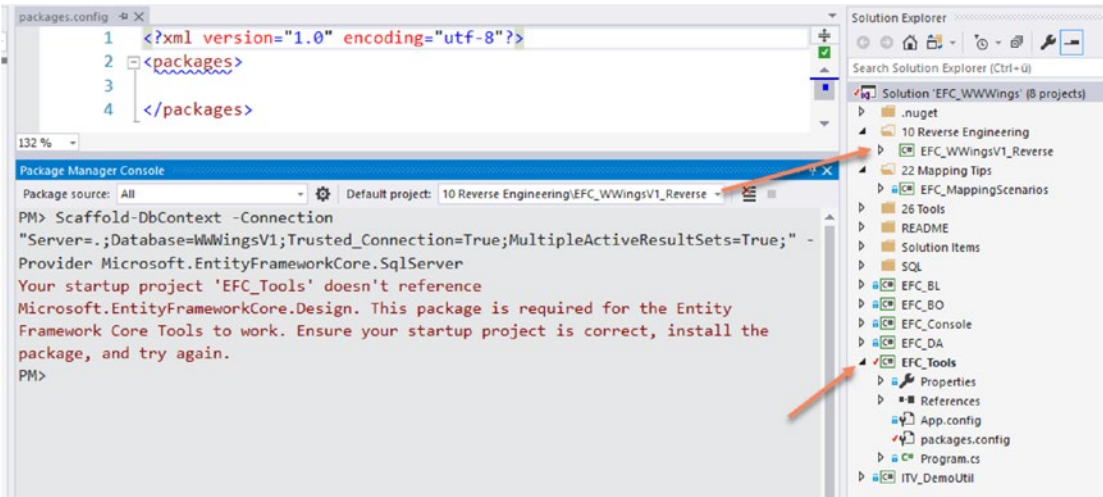 packages.config
1 <?xml version="1.0" encoding="utf-8"?>
2 <packages>
3
4 </packages>
132 %
Package Manager Console
Package source: All
Default project: 10 Reverse Engineering\EFC_WWingsV1_Reverse
PM> Scaffold-DbContext -Connection
"Server=.;Database=WWWingsV1;Trusted_Connection=True;MultipleActiveResultSets=True;" -
Provider Microsoft.EntityFrameworkCore.SqlServer
Your startup project 'EFC_Tools' doesn't reference
Microsoft.EntityFrameworkCore.Design. This package is required for the Entity
Framework Core Tools to work. Ensure your startup project is correct, install the
package, and try again.
PM>
Solution Explorer
Search Solution Explorer (Ctrl+ü)
Solution 'EFC_WWWings' (8 projects)
.nuget
10 Reverse Engineering
C# EFC_WWingsV1_Reverse
22 Mapping Tips
C# EFC_MappingScenarios
26 Tools
README
Solution Items
SQL
C# EFC_BL
C# EFC_BO
C# EFC_Console
C# EFC_DA
C# EFC_Tools
Properties
References
App.config
packages.config
C# Program.cs
C# ITV_DemoUtil